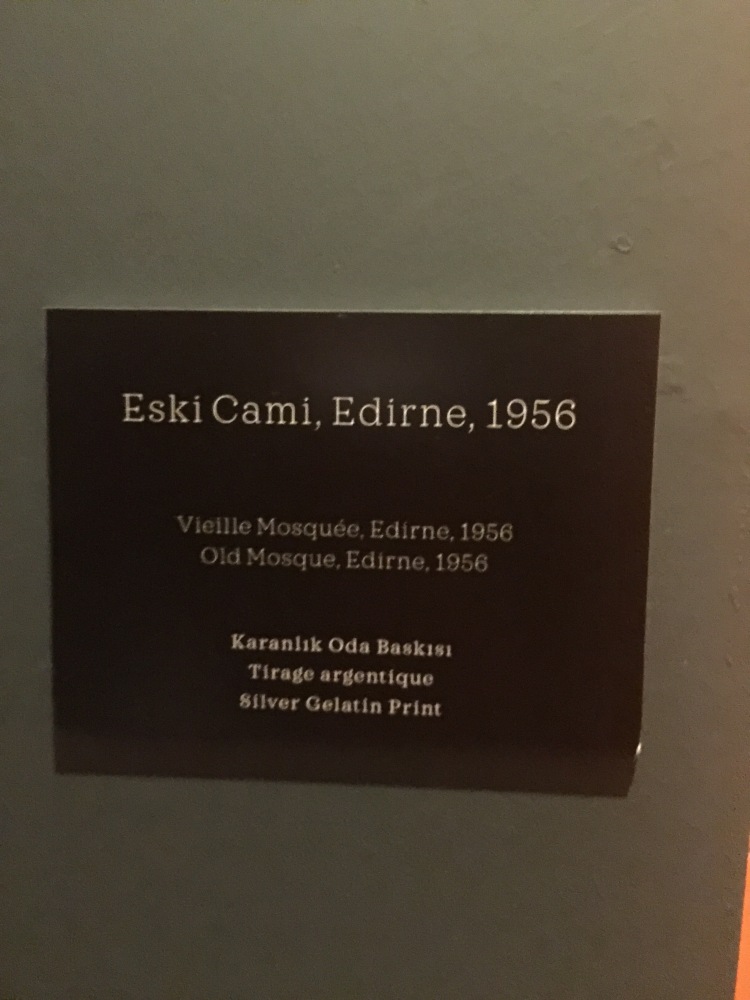 Eski Cami, Edirne, 1956
Vieille Mosquée, Edirne, 1956
Old Mosque, Edirne, 1956
Karanlık Oda Baskısı
Tirage argentique
Silver Gelatin Print